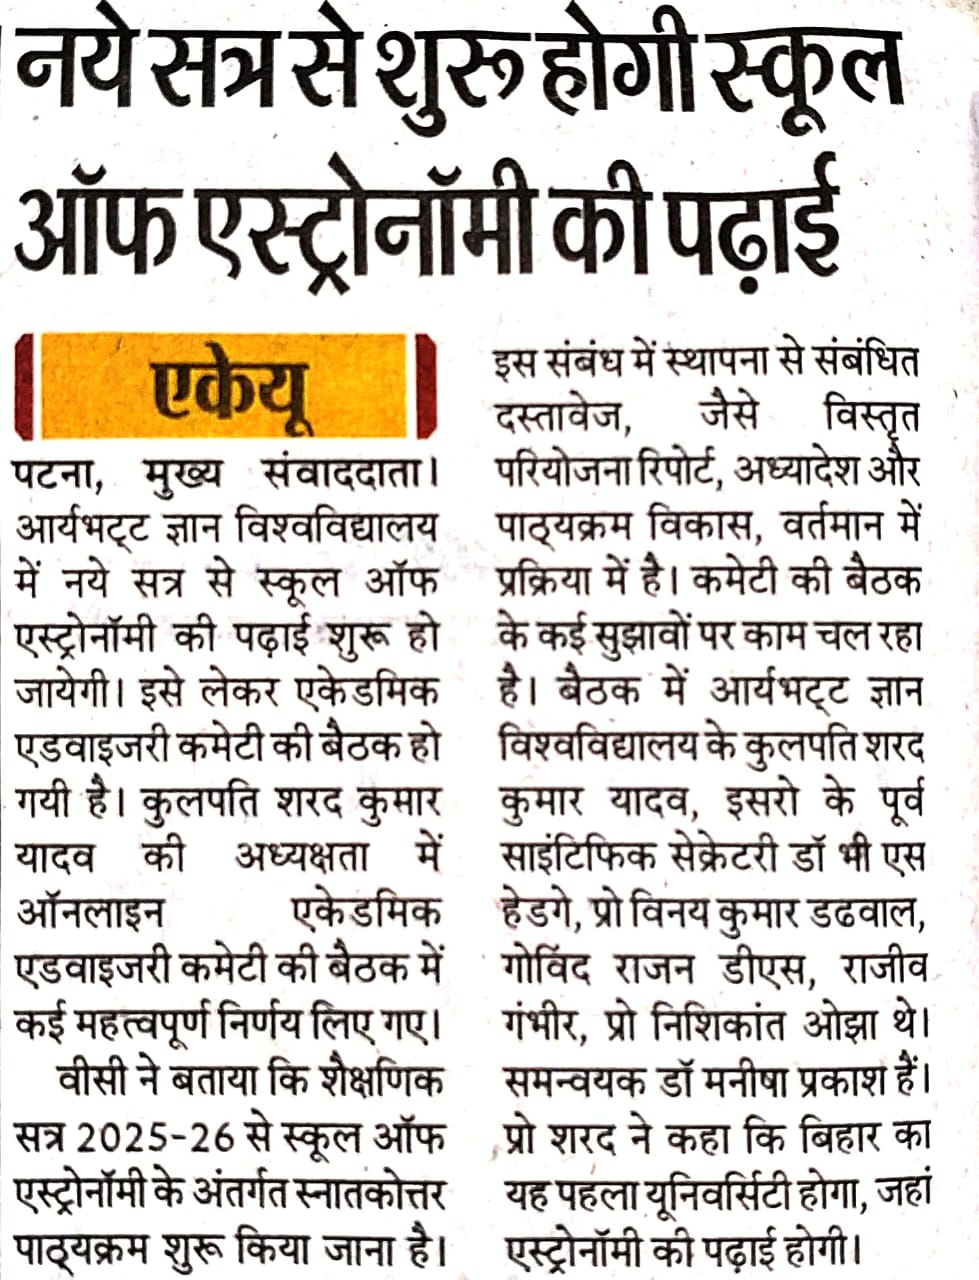 नये सत्र से शुरू होगी स्कूल
ऑफ एस्ट्रोनॉमी की पढ़ाई
एकेयू
पटना, मुख्य संवाददाता।
आर्यभट्ट ज्ञान विश्वविद्यालय
में नये सत्र से स्कूल ऑफ
एस्ट्रोनॉमी की पढ़ाई शुरू हो
जायेगी। इसे लेकर एकेडमिक
एडवाइजरी कमेटी की बैठक हो
गयी है। कुलपति शरद कुमार
यादव की अध्यक्षता में
ऑनलाइन एकेडमिक
एडवाइजरी कमेटी की बैठक में
कई महत्वपूर्ण निर्णय लिए गए।
वीसी ने बताया कि शैक्षणिक
सत्र 2025-26 से स्कूल ऑफ
एस्ट्रोनॉमी के अंतर्गत स्नातकोत्तर
पाठ्यक्रम शुरू किया जाना है।
इस संबंध में स्थापना से संबंधित
दस्तावेज, जैसे विस्तृत
परियोजना रिपोर्ट, अध्यादेश और
पाठ्यक्रम विकास, वर्तमान में
प्रक्रिया में है। कमेटी की बैठक
के कई सुझावों पर काम चल रहा
है। बैठक में आर्यभट्ट ज्ञान
विश्वविद्यालय के कुलपति शरद
कुमार यादव, इसरो के पूर्व
साइंटिफिक सेक्रेटरी डॉ भी एस
हेडगे, प्रो विनय कुमार डढवाल,
गोविंद राजन डीएस, राजीव
गंभीर, प्रो निशिकांत ओझा थे।
समन्वयक डॉ मनीषा प्रकाश हैं।
प्रो शरद ने कहा कि बिहार का
यह पहला यूनिवर्सिटी होगा, जहां
एस्ट्रोनॉमी की पढ़ाई होगी।